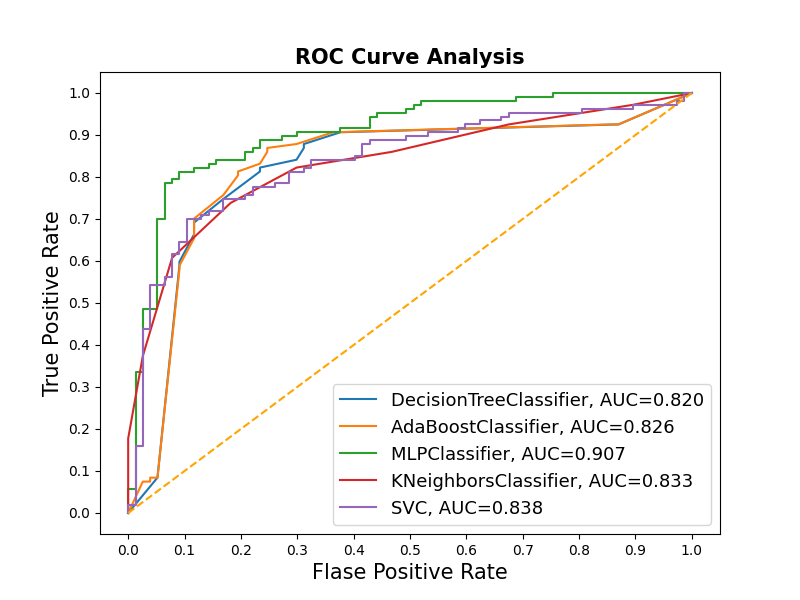 ROC Curve Analysis
True Positive Rate
1.0
0.9
0.8
0.7
0.6
0.5
0.4
0.3
0.2
0.1
0.0
DecisionTreeClassifier, AUC=0.820
AdaBoostClassifier, AUC=0.826
MLPClassifier, AUC=0.907
KNeighborsClassifier, AUC=0.833
SVC, AUC=0.838
0.0 0.1 0.2 0.3 0.4 0.5 0.6 0.7 0.8 0.9 1.0
Flase Positive Rate